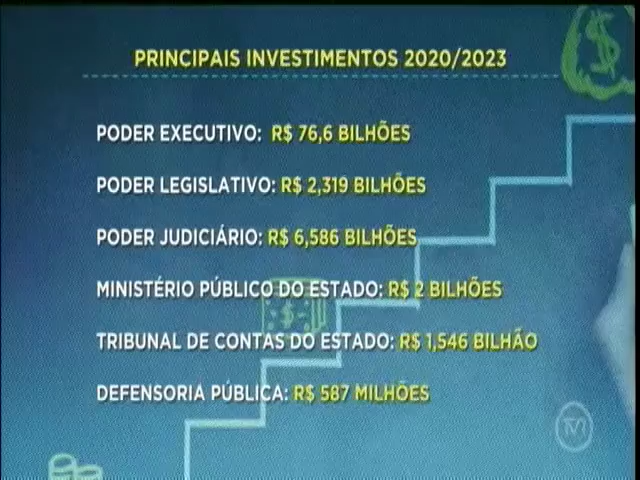 PRINCIPAIS INVESTIMENTOS 2020/2023
PODER EXECUTIVO: R$ 76,6 BILHÕES
PODER LEGISLATIVO: R$ 2,319 BILHÕES
PODER JUDICIÁRIO: R$ 6,586 BILHÕES
MINISTÉRIO PÚBLICO DO ESTADO: R$ 2 BILHÕES
TRIBUNAL DE CONTAS DO ESTADO: R$ 1,546 BILHÃO
DEFENSORIA PÚBLICA: R$ 587 MILHÕES